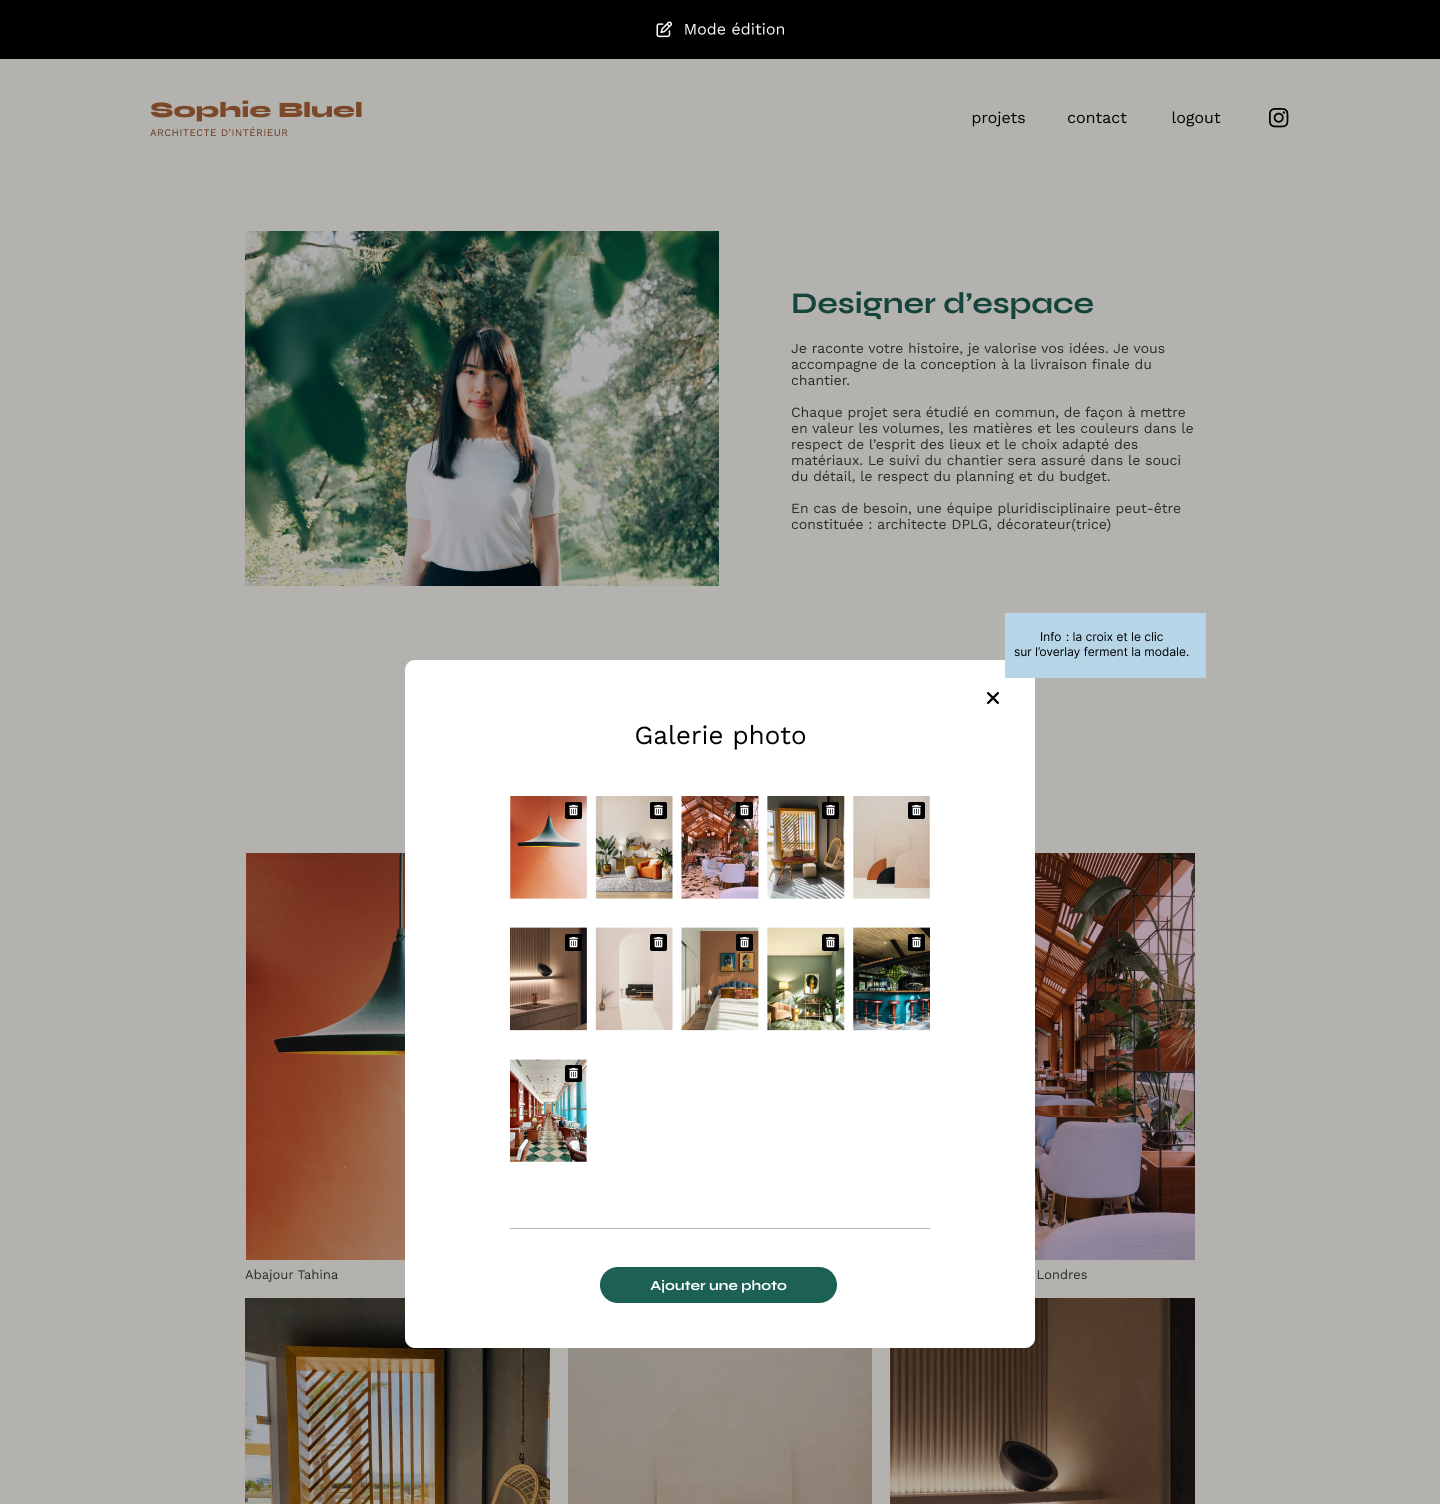 Mode édition
Sophie Bluel
ARCHITECTE D'INTÉRIEUR
projets
contact
logout
Designer d’espace
Je raconte votre histoire, je valorise vos idées. Je vous
accompagne de la conception à la livraison finale du
chantier.
Chaque projet sera étudié en commun, de façon à mettre
en valeur les volumes, les matières et les couleurs dans le
respect de l’esprit des lieux et le choix adapté des
matériaux. Le suivi du chantier sera assuré dans le souci
du détail, le respect du planning et du budget.
En cas de besoin, une équipe pluridisciplinaire peut-être
constituée : architecte DPLG, décorateur(trice)
Info : la croix et le clic
sur l’overlay ferment la modale.
Galerie photo
Abajour Tahina
Londres
Ajouter une photo